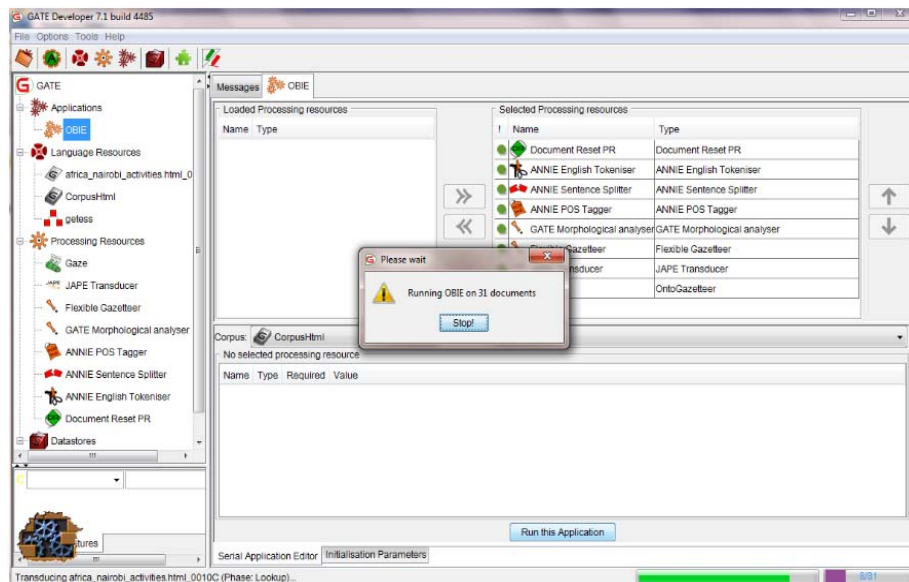 GATE Developer 7.1 build 4485
File Options Tools Help
GATE
Applications
OBIE
Language Resources
africa_nairobi_activities.html_0
CorpusHtml
getess
Processing Resources
Gaze
JAPE Transducer
Flexible Gazetteer
GATE Morphological analyser
ANNIE POS Tagger
ANNIE Sentence Splitter
ANNIE English Tokeniser
Document Reset PR
Datastores
Messages OBIE
Loaded Processing resources
Name Type
Selected Processing resources
! Name Type
Document Reset PR Document Reset PR
ANNIE English Tokeniser ANNIE English Tokeniser
ANNIE Sentence Splitter ANNIE Sentence Splitter
ANNIE POS Tagger ANNIE POS Tagger
GATE Morphological analyser GATE Morphological analyser
Gazetteer Flexible Gazetteer
nsducer JAPE Transducer
OntoGazetteer
Please wait
Running OBIE on 31 documents
Stop!
Corpus: CorpusHtml
No selected processing resource
Name Type Required Value
Run this Application
Serial Application Editor Initialisation Parameters
tures
Transducing africa_nairobi_activities.html_0010C (Phase: Lookup)...
5/31